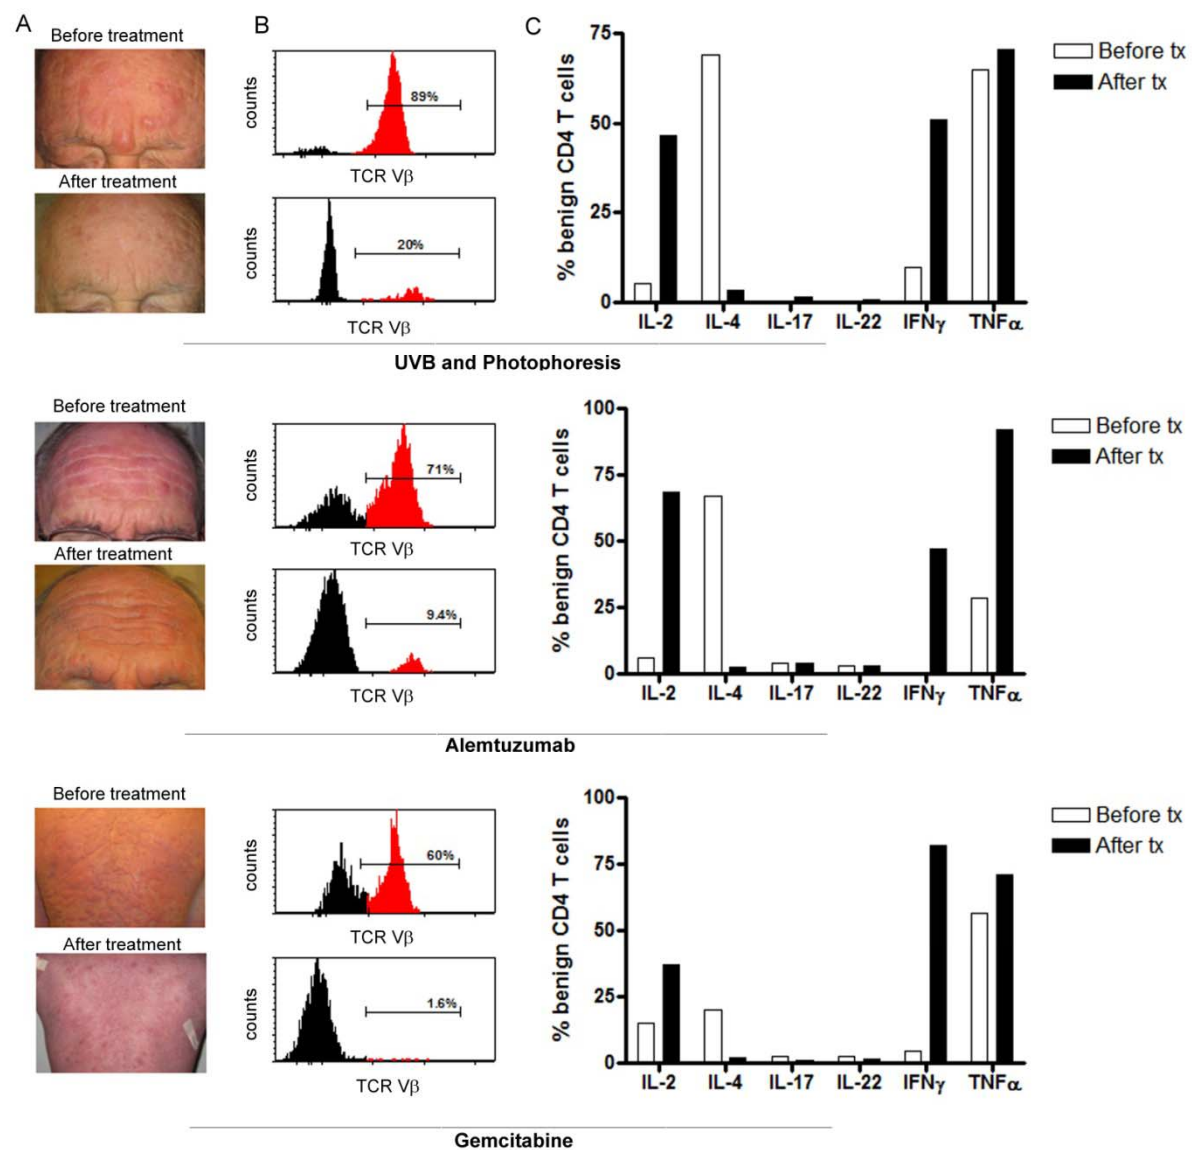 A
B
C
Before treatment
After treatment
counts
89%
TCR Vβ
counts
20%
TCR Vβ
% benign CD4 T cells
75
50
25
0
IL-2 IL-4 IL-17 IL-22 IFNγ TNFα
Before tx
After tx
UVB and Photophoresis
Before treatment
After treatment
counts
71%
TCR Vβ
counts
9.4%
TCR Vβ
% benign CD4 T cells
100
75
50
25
0
IL-2 IL-4 IL-17 IL-22 IFNγ TNFα
Before tx
After tx
Alemtuzumab
Before treatment
After treatment
counts
60%
TCR Vβ
counts
1.6%
TCR Vβ
% benign CD4 T cells
100
75
50
25
0
IL-2 IL-4 IL-17 IL-22 IFNγ TNFα
Before tx
After tx
Gemcitabine